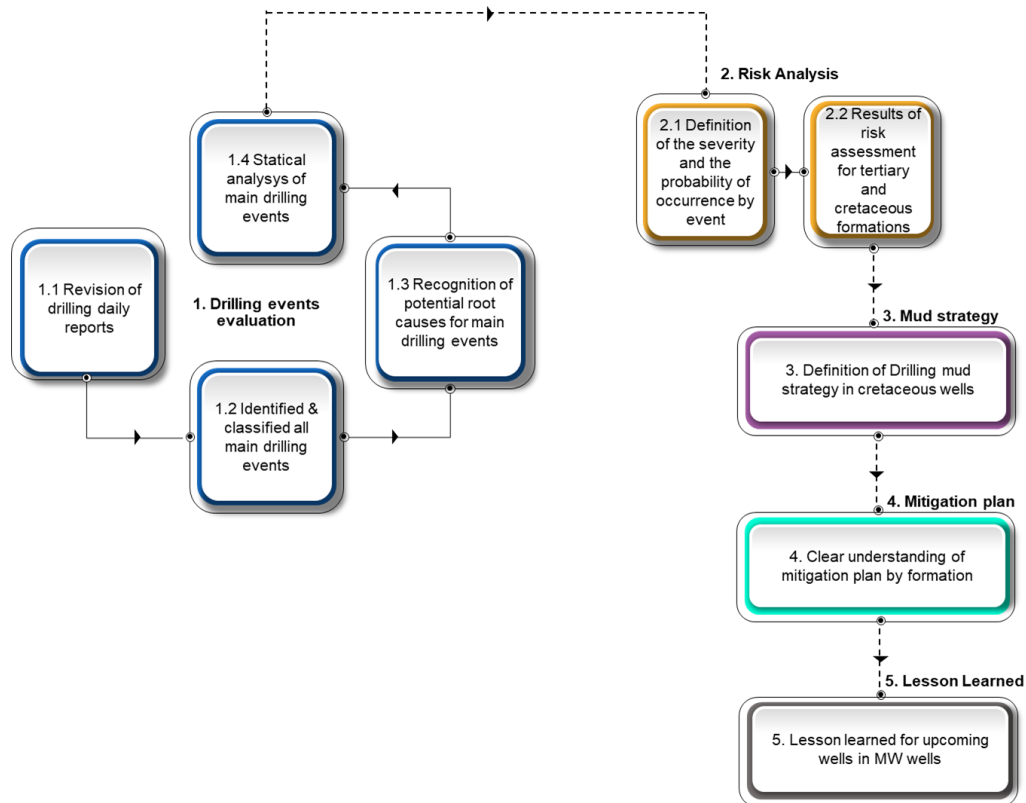 1. Drilling events
evaluation
1.1 Revision of
drilling daily
reports
1.2 Identified &
classified all
main drilling
events
1.3 Recognition of
potential root
causes for main
drilling events
1.4 Statical
analysys of
main drilling
events
2. Risk Analysis
2.1 Definition
of the severity
and the
probability of
occurrence by
event
2.2 Results of
risk
assessment
for tertiary
and
cretaceous
formations
3. Mud strategy
3. Definition of Drilling mud
strategy in cretaceous wells
4. Mitigation plan
4. Clear understanding of
mitigation plan by formation
5. Lesson Learned
5. Lesson learned for upcoming
wells in MW wells